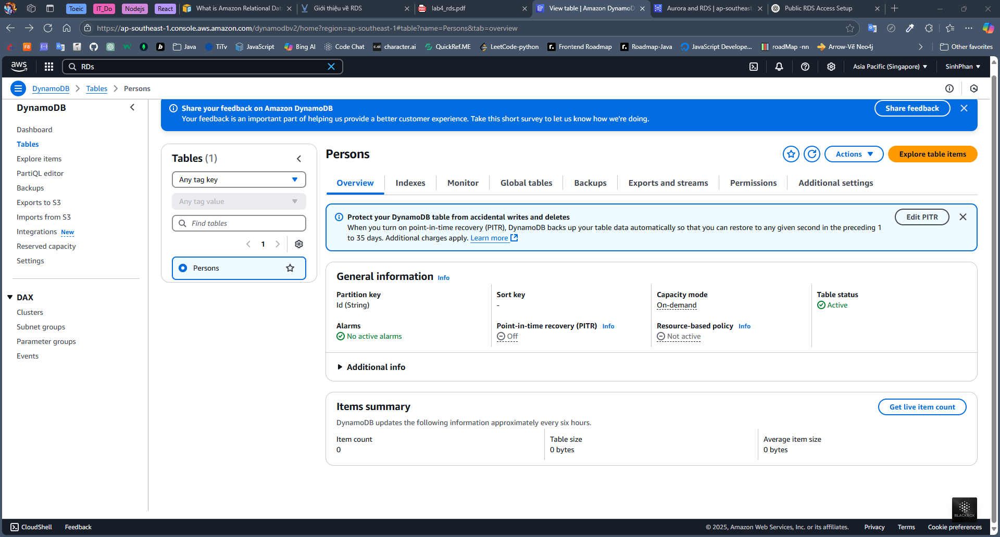 Toeic
IT_Do
Nodejs
React
What is Amazon Relational Dat
Giới thiệu về RDS
lab4_rds.pdf
View table | Amazon DynamoD
Aurora and RDS | ap-southeast
Public RDS Access Setup
https://ap-southeast-1.console.aws.amazon.com/dynamodbv2/home?region=ap-southeast-1#table?name=Persons&tab=overview
F8
Java
TiTv
JavaScript
Bing AI
Code Chat
c.ai
character.ai
QuickRef.ME
LeetCode-python
Frontend Roadmap
Roadmap-Java
JavaScript Develope...
roadMap -nn
Arrow-Vẽ Neo4j
Other favorites
aws
RDs
Asia Pacific (Singapore)
SinhPhan
DynamoDB
Tables
Persons
DynamoDB
Dashboard
Tables
Explore items
PartiQL editor
Backups
Exports to S3
Imports from S3
Integrations New
Reserved capacity
Settings
DAX
Clusters
Subnet groups
Parameter groups
Events
Share your feedback on Amazon DynamoDB
Your feedback is an important part of helping us provide a better customer experience. Take this short survey to let us know how we're doing.
Share feedback
Tables (1)
Any tag key
Any tag value
Find tables
1
Persons
Persons
Actions
Explore table items
Overview
Indexes
Monitor
Global tables
Backups
Exports and streams
Permissions
Additional settings
Protect your DynamoDB table from accidental writes and deletes
When you turn on point-in-time recovery (PITR), DynamoDB backs up your table data automatically so that you can restore to any given second in the preceding 1
to 35 days. Additional charges apply. Learn more
Edit PITR
General information Info
Partition key
Id (String)
Sort key
-
Capacity mode
On-demand
Table status
Active
Alarms
No active alarms
Point-in-time recovery (PITR) Info
Off
Resource-based policy Info
Not active
Additional info
Items summary
Get live item count
DynamoDB updates the following information approximately every six hours.
Item count
0
Table size
0 bytes
Average item size
0 bytes
BLACKBOX
CloudShell
Feedback
© 2025, Amazon Web Services, Inc. or its affiliates.
Privacy
Terms
Cookie preferences